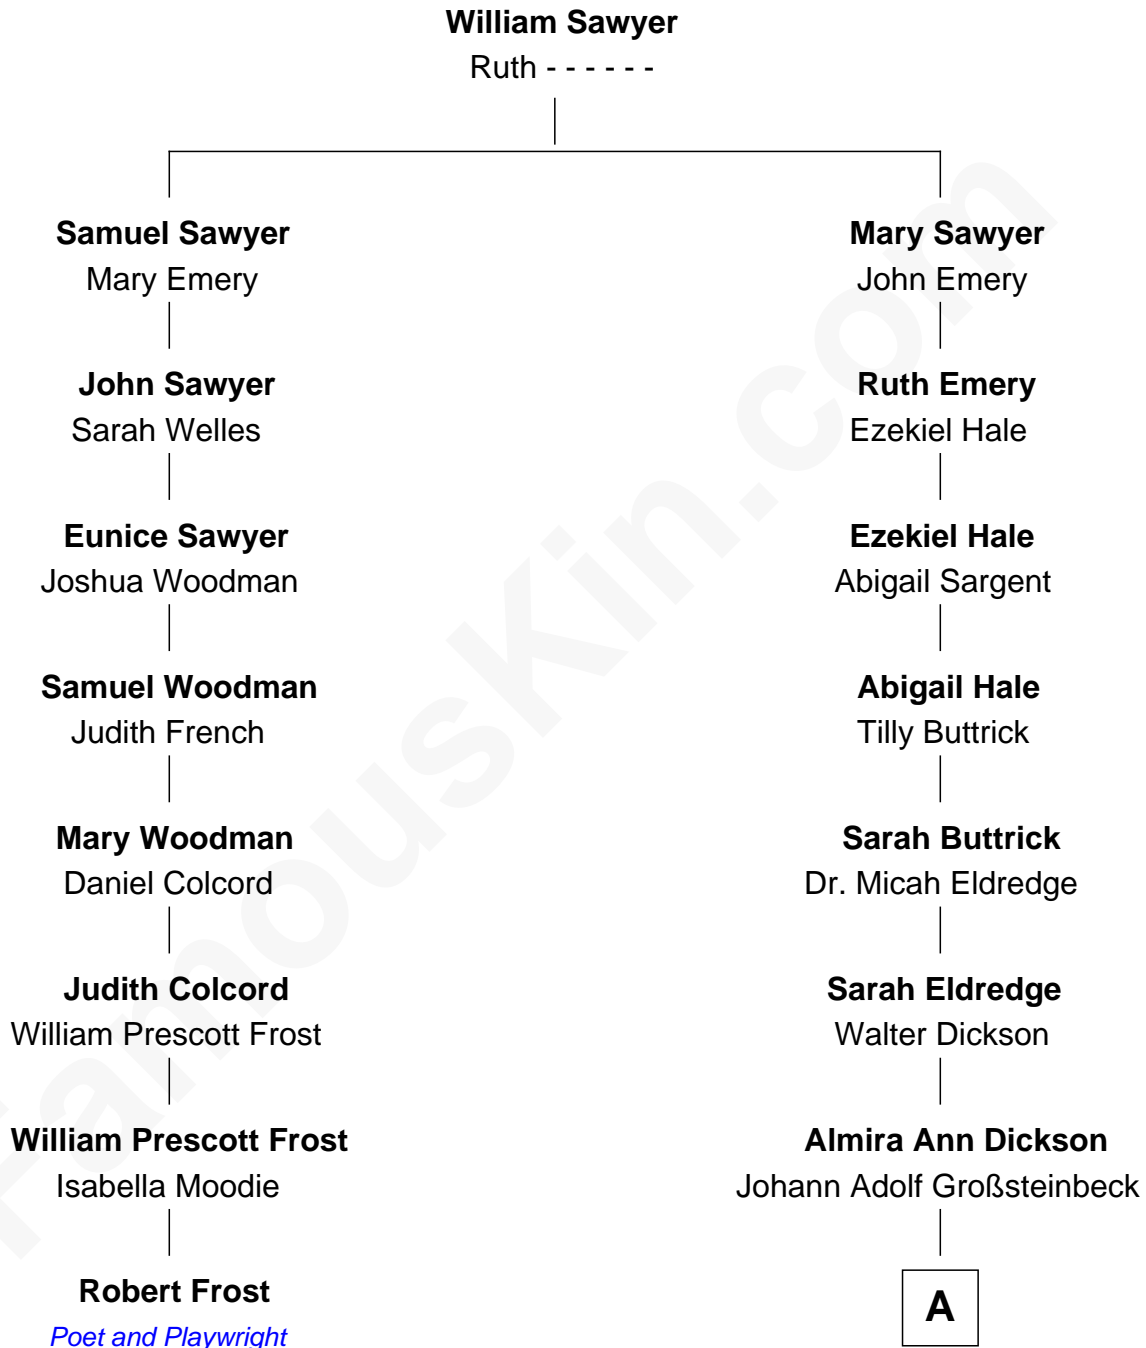 William Sawyer
Ruth - - - - - -
Samuel Sawyer
Mary Emery
Mary Sawyer
John Emery
John Sawyer
Sarah Welles
Ruth Emery
Ezekiel Hale
Eunice Sawyer
Joshua Woodman
Ezekiel Hale
Abigail Sargent
Samuel Woodman
Judith French
Abigail Hale
Tilly Buttrick
Mary Woodman
Daniel Colcord
Sarah Buttrick
Dr. Micah Eldredge
Judith Colcord
William Prescott Frost
Sarah Eldredge
Walter Dickson
William Prescott Frost
Isabella Moodie
Almira Ann Dickson
Johann Adolf Großsteinbeck
Robert Frost
Poet and Playwright
A
FamousKin.com